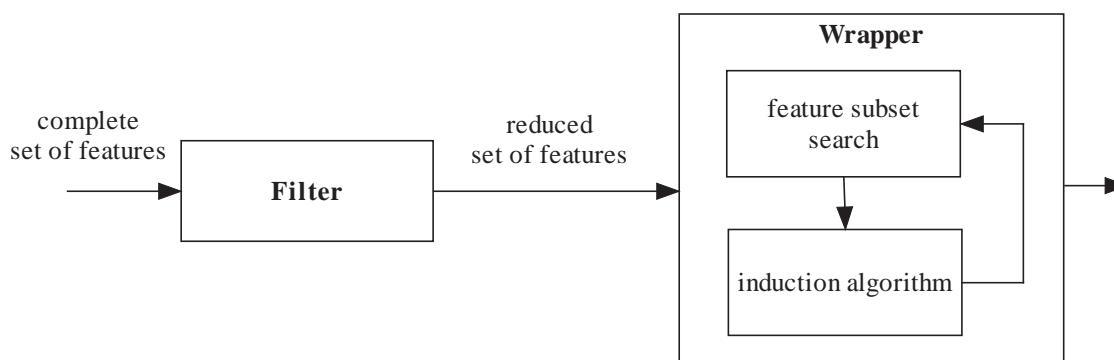 complete
set of features
Filter
reduced
set of features
Wrapper
feature subset
search
induction algorithm